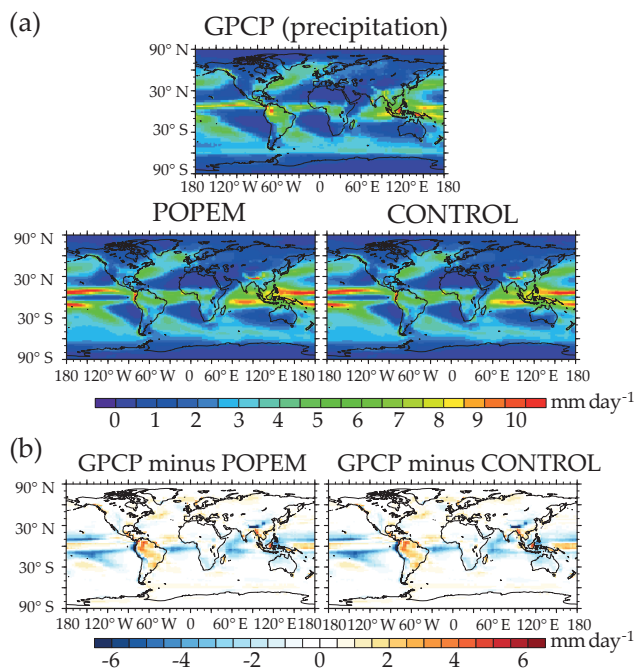 (a)
GPCP (precipitation)
90° N
30° N
30° S
90° S
180 120° W 60° W 0 60° E 120° E 180
POPEM CONTROL
90° N
30° N
30° S
90° S
180 120° W 60° W 0 60° E 120° E 180 120° W 60° W 0 60° E 120° E 180
0 1 2 3 4 5 6 7 8 9 10 mm day⁻¹
(b)
GPCP minus POPEM GPCP minus CONTROL
90° N
30° N
30° S
90° S
180 120° W 60° W 0 60° E 120° E 180 120° W 60° W 0 60° E 120° E 180
-6 -4 -2 0 2 4 6 mm day⁻¹